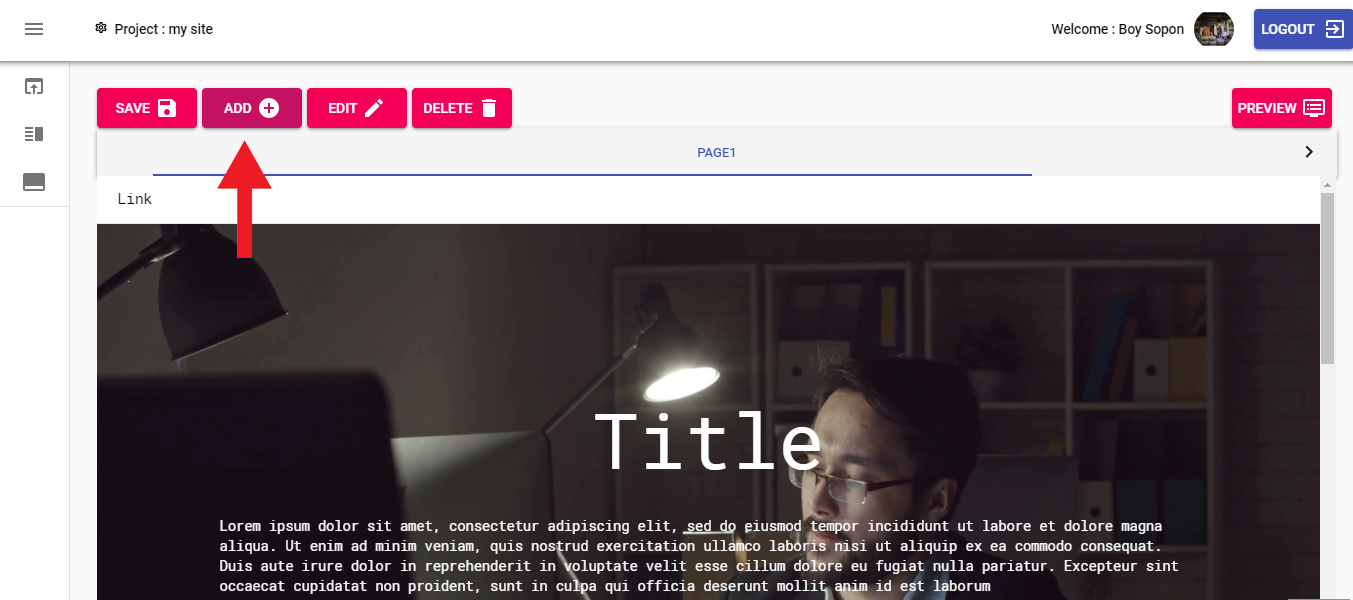 Project : my site
Welcome : Boy Sopon
LOGOUT
SAVE
ADD
EDIT
DELETE
PREVIEW
PAGE1
Link
Title
Lorem ipsum dolor sit amet, consectetur adipiscing elit, sed do eiusmod tempor incididunt ut labore et dolore magna
aliqua. Ut enim ad minim veniam, quis nostrud exercitation ullamco laboris nisi ut aliquip ex ea commodo consequat.
Duis aute irure dolor in reprehenderit in voluptate velit esse cillum dolore eu fugiat nulla pariatur. Excepteur sint
occaecat cupidatat non proident, sunt in culpa qui officia deserunt mollit anim id est laborum